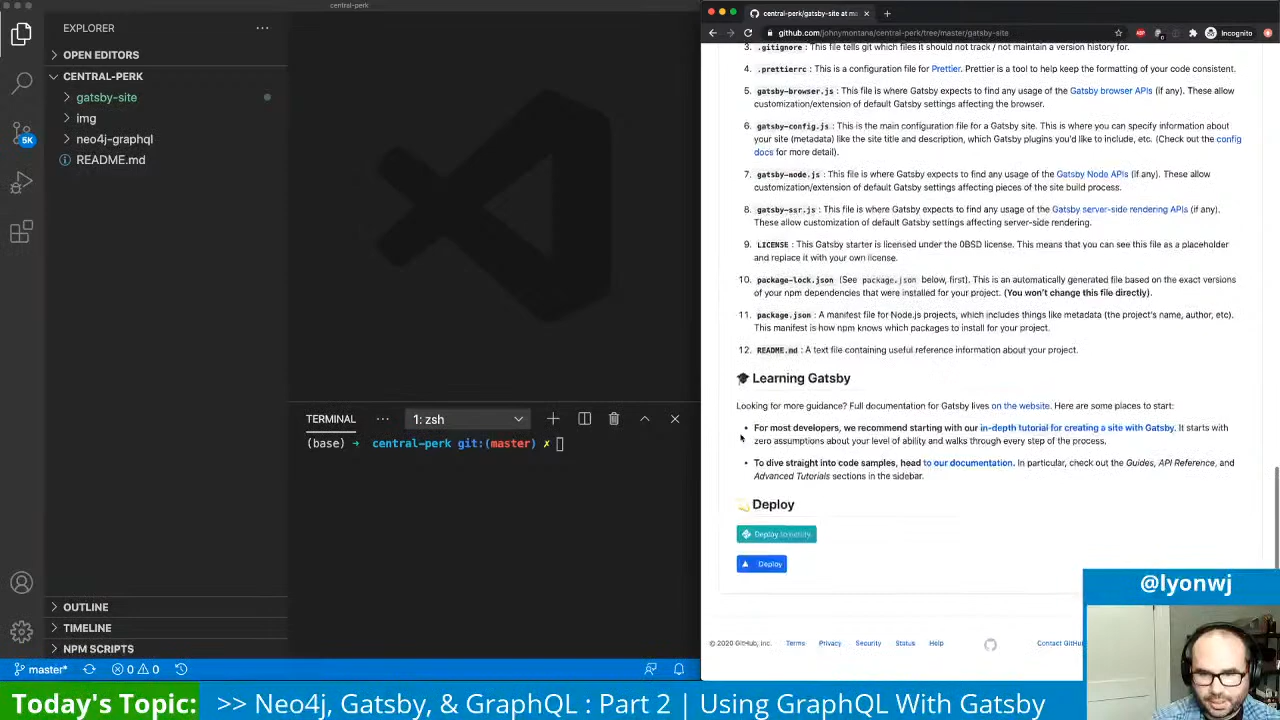 central-perk
EXPLORER
OPEN EDITORS
CENTRAL-PERK
gatsby-site
img
README.md
5K
OUTLINE
TIMELINE
TERMINAL
1: zsh
(base) → central-perk git:(master) ✗
master*
0
0
central-perk/gatsby-site at m
github.com/johnymontana/central-perk/tree/master/gatsby-site
Incognito
3. .gitignore : This file tells git which files it should not track / not maintain a version history for.
4. .prettierrc : This is a configuration file for Prettier. Prettier is a tool to help keep the formatting of your code consistent.
5. gatsby-browser.js : This file is where Gatsby expects to find any usage of the Gatsby browser APIs (if any). These allow
customization/extension of default Gatsby settings affecting the browser.
6. gatsby-config.js : This is the main configuration file for a Gatsby site. This is where you can specify information about
your site (metadata) like the site title and description, which Gatsby plugins you'd like to include, etc. (Check out the config
docs for more detail).
7. gatsby-node.js : This file is where Gatsby expects to find any usage of the Gatsby Node APIs (if any). These allow
customization/extension of default Gatsby settings affecting pieces of the site build process.
8. gatsby-ssr.js : This file is where Gatsby expects to find any usage of the Gatsby server-side rendering APIs (if any).
These allow customization of default Gatsby settings affecting server-side rendering.
9. LICENSE : This Gatsby starter is licensed under the 0BSD license. This means that you can see this file as a placeholder
and replace it with your own license.
10. package-lock.json (See package.json below, first). This is an automatically generated file based on the exact versions
of your npm dependencies that were installed for your project. (You won't change this file directly).
11. package.json : A manifest file for Node.js projects, which includes things like metadata (the project's name, author, etc).
This manifest is how npm knows which packages to install for your project.
12. README.md : A text file containing useful reference information about your project.
🎓 Learning Gatsby
Looking for more guidance? Full documentation for Gatsby lives on the website. Here are some places to start:
• For most developers, we recommend starting with our in-depth tutorial for creating a site with Gatsby. It starts with
zero assumptions about your level of ability and walks through every step of the process.
• To dive straight into code samples, head to our documentation. In particular, check out the Guides, API Reference, and
Advanced Tutorials sections in the sidebar.
💫 Deploy
Deploy to netlify
Deploy
© 2020 GitHub, Inc. Terms Privacy Security Status Help Contact GitHub
@lyonwj
Today's Topic: >> Neo4j, Gatsby, & GraphQL : Part 2 | Using GraphQL With Gatsby